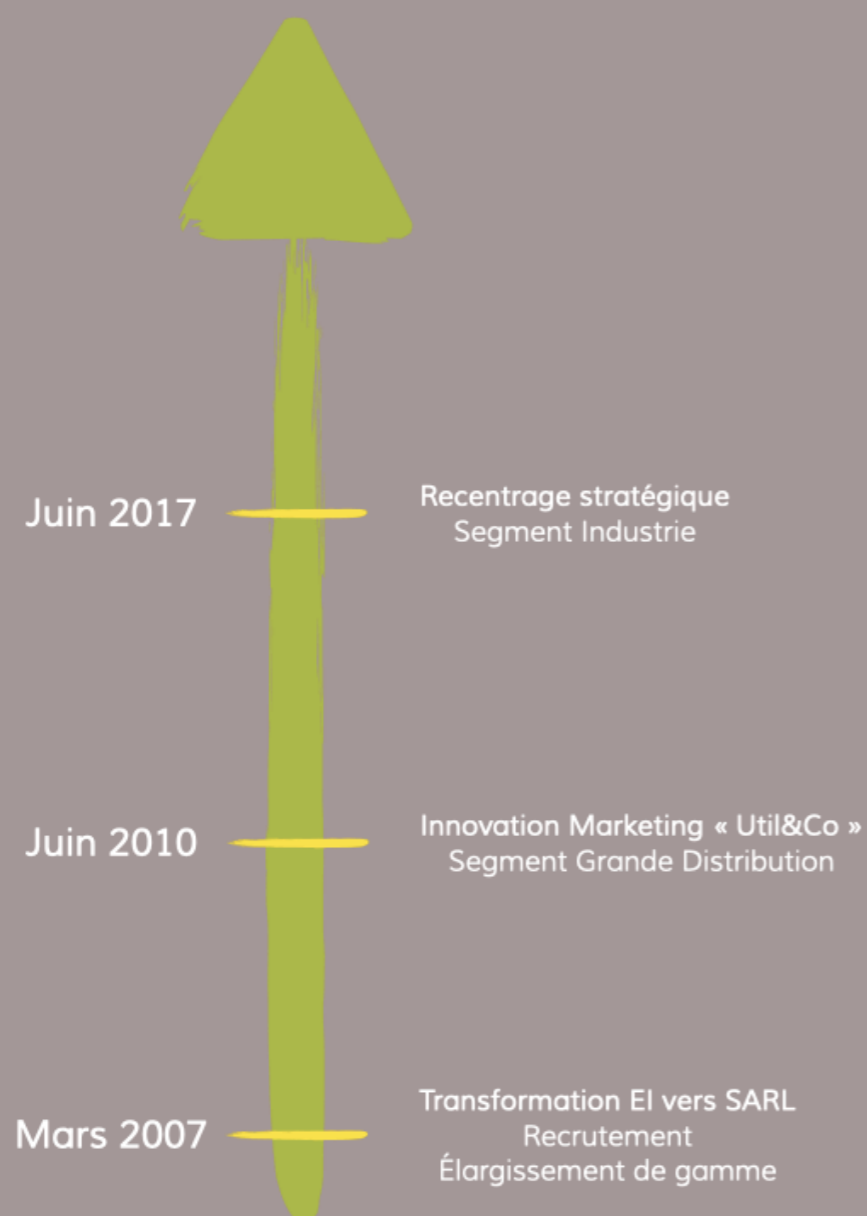 Juin 2017
Recentrage stratégique
Segment Industrie
Juin 2010
Innovation Marketing « Util&Co »
Segment Grande Distribution
Mars 2007
Transformation EI vers SARL
Recrutement
Élargissement de gamme